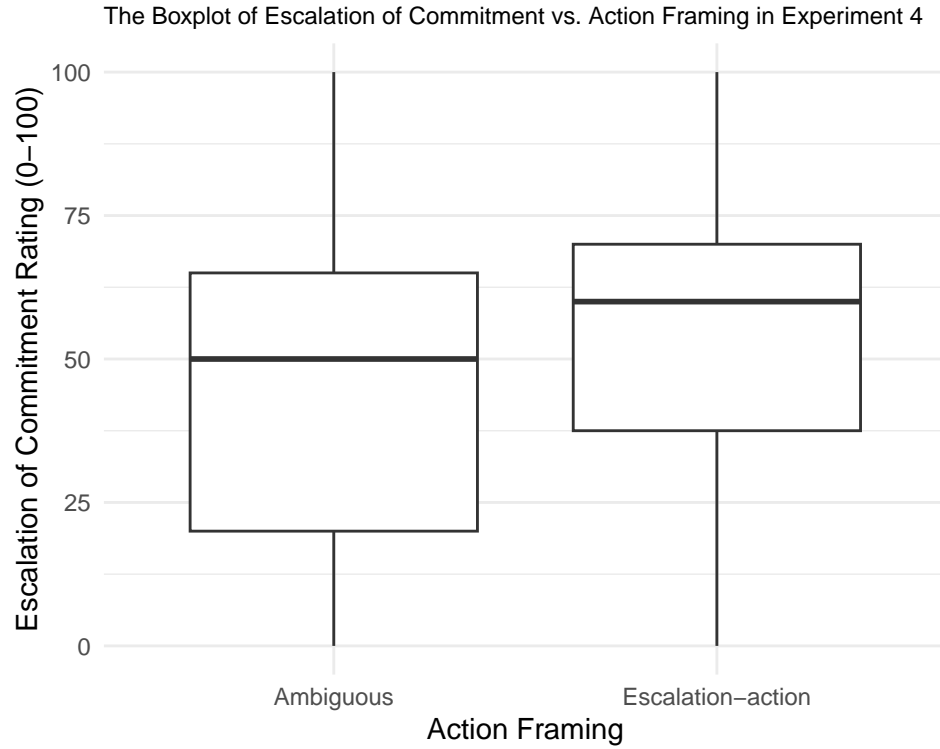 The Boxplot of Escalation of Commitment vs. Action Framing in Experiment 4
Escalation of Commitment Rating (0−100)
100
75
50
25
0
Ambiguous
Escalation−action
Action Framing